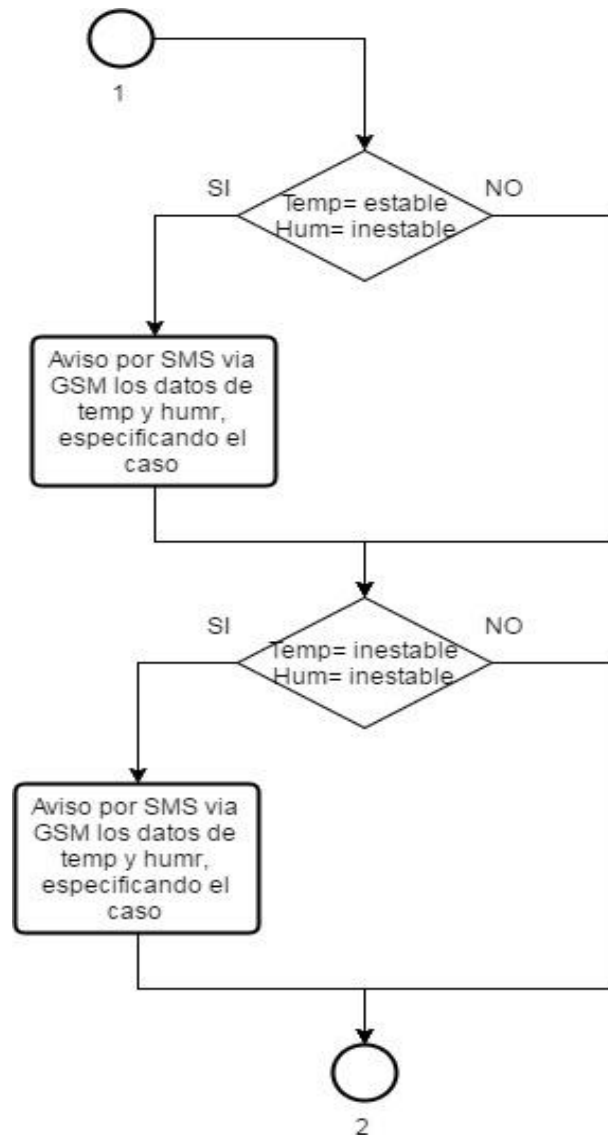 1
SI
NO
Temp= estable
Hum= inestable
Aviso por SMS via
GSM los datos de
temp y humr,
especificando el
caso
SI
NO
Temp= inestable
Hum= inestable
Aviso por SMS via
GSM los datos de
temp y humr,
especificando el
caso
2